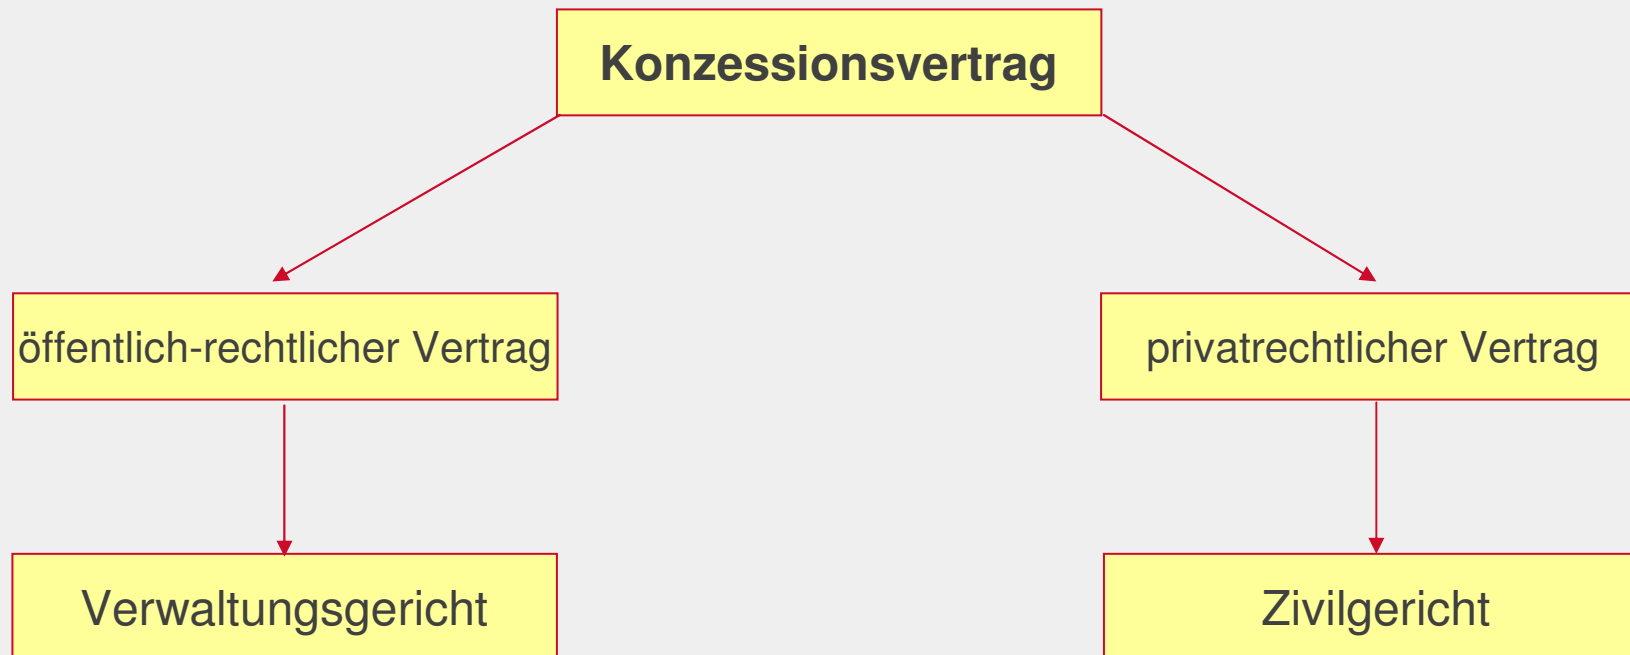 Konzessionsvertrag
öffentlich-rechtlicher Vertrag
privatrechtlicher Vertrag
Verwaltungsgericht
Zivilgericht